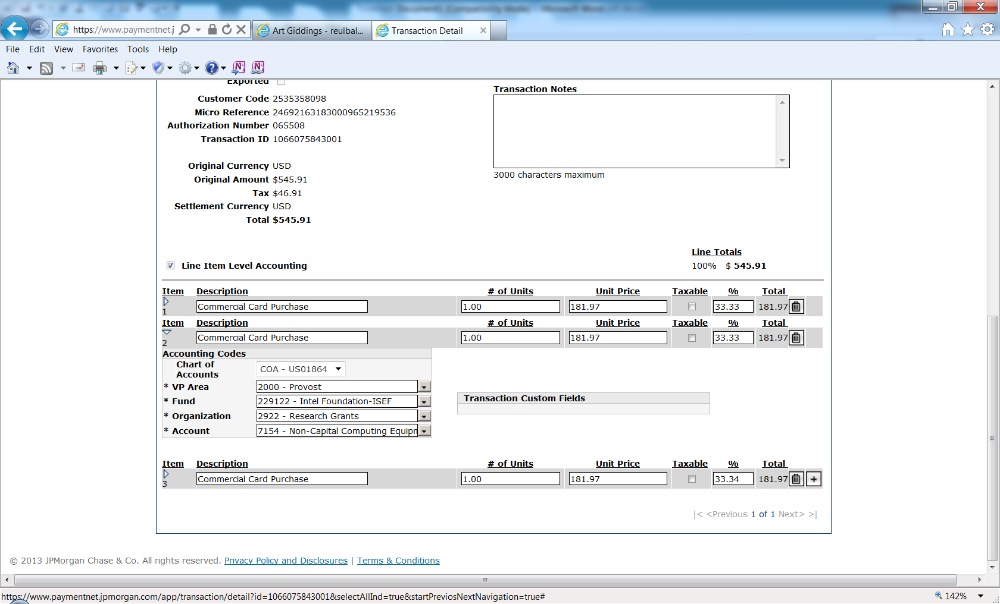 https://www.paymentnet.j
Art Giddings - reulbal...
Transaction Detail
File Edit View Favorites Tools Help
Exported
Customer Code 2535358098
Micro Reference 24692163183000965219536
Authorization Number 065508
Transaction ID 1066075843001
Transaction Notes
3000 characters maximum
Original Currency USD
Original Amount $545.91
Tax $46.91
Settlement Currency USD
Total $545.91
Line Totals
Line Item Level Accounting 100% $ 545.91
Item Description # of Units Unit Price Taxable % Total
1 Commercial Card Purchase 1.00 181.97 33.33 181.97
Item Description # of Units Unit Price Taxable % Total
2 Commercial Card Purchase 1.00 181.97 33.33 181.97
Accounting Codes
Chart of
Accounts
COA - US01864
* VP Area 2000 - Provost
* Fund 229122 - Intel Foundation-ISEF
* Organization 2922 - Research Grants
* Account 7154 - Non-Capital Computing Equipm
Transaction Custom Fields
Item Description # of Units Unit Price Taxable % Total
3 Commercial Card Purchase 1.00 181.97 33.34 181.97
|< <Previous 1 of 1 Next> >|
© 2013 JPMorgan Chase & Co. All rights reserved. Privacy Policy and Disclosures | Terms & Conditions
https://www.paymentnet.jpmorgan.com/app/transaction/detail?id=1066075843001&selectAllInd=true&startPreviosNextNavigation=true#
142%